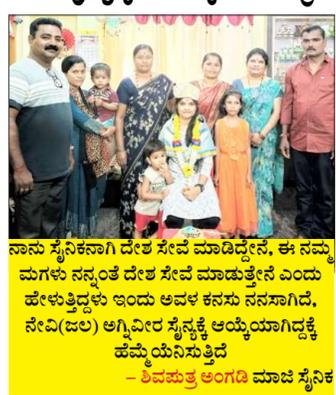 ನಾನು ಸೈನಿಕನಾಗಿ ದೇಶ ಸೇವೆ ಮಾಡಿದ್ದೇನೆ, ಈ ನಮ್ಮ
ಮಗಳು ನನ್ನಂತೆ ದೇಶ ಸೇವೆ ಮಾಡುತ್ತೇನೆ ಎಂದು
ಹೇಳುತ್ತಿದ್ದಳು ಇಂದು ಅವಳ ಕನಸು ನನಸಾಗಿದೆ,
ನೇವಿ(ಜಲ) ಅಗ್ನಿವೀರ ಸೈನ್ಯಕ್ಕೆ ಆಯ್ಕೆಯಾಗಿದ್ದಕ್ಕೆ
ಹೆಮ್ಮೆಯೆನಿಸುತ್ತಿದೆ
– ಶಿವಪುತ್ರ ಅಂಗಡಿ ಮಾಜಿ ಸೈನಿಕ